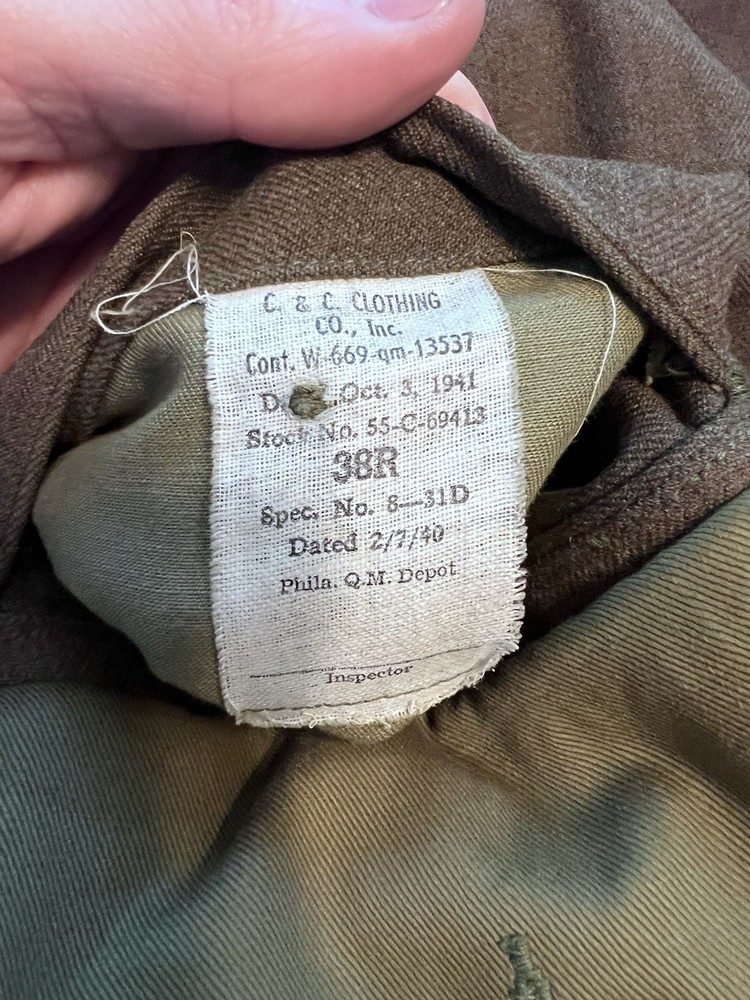 C. & C. CLOTHING
CO., Inc.
Cont. W-669-qm-13537
Oct. 3, 1941
Stock No. 55-C-69413
38R
Spec. No. 8—31D
Dated 2/7/40
Phila. Q.M. Depot
Inspector